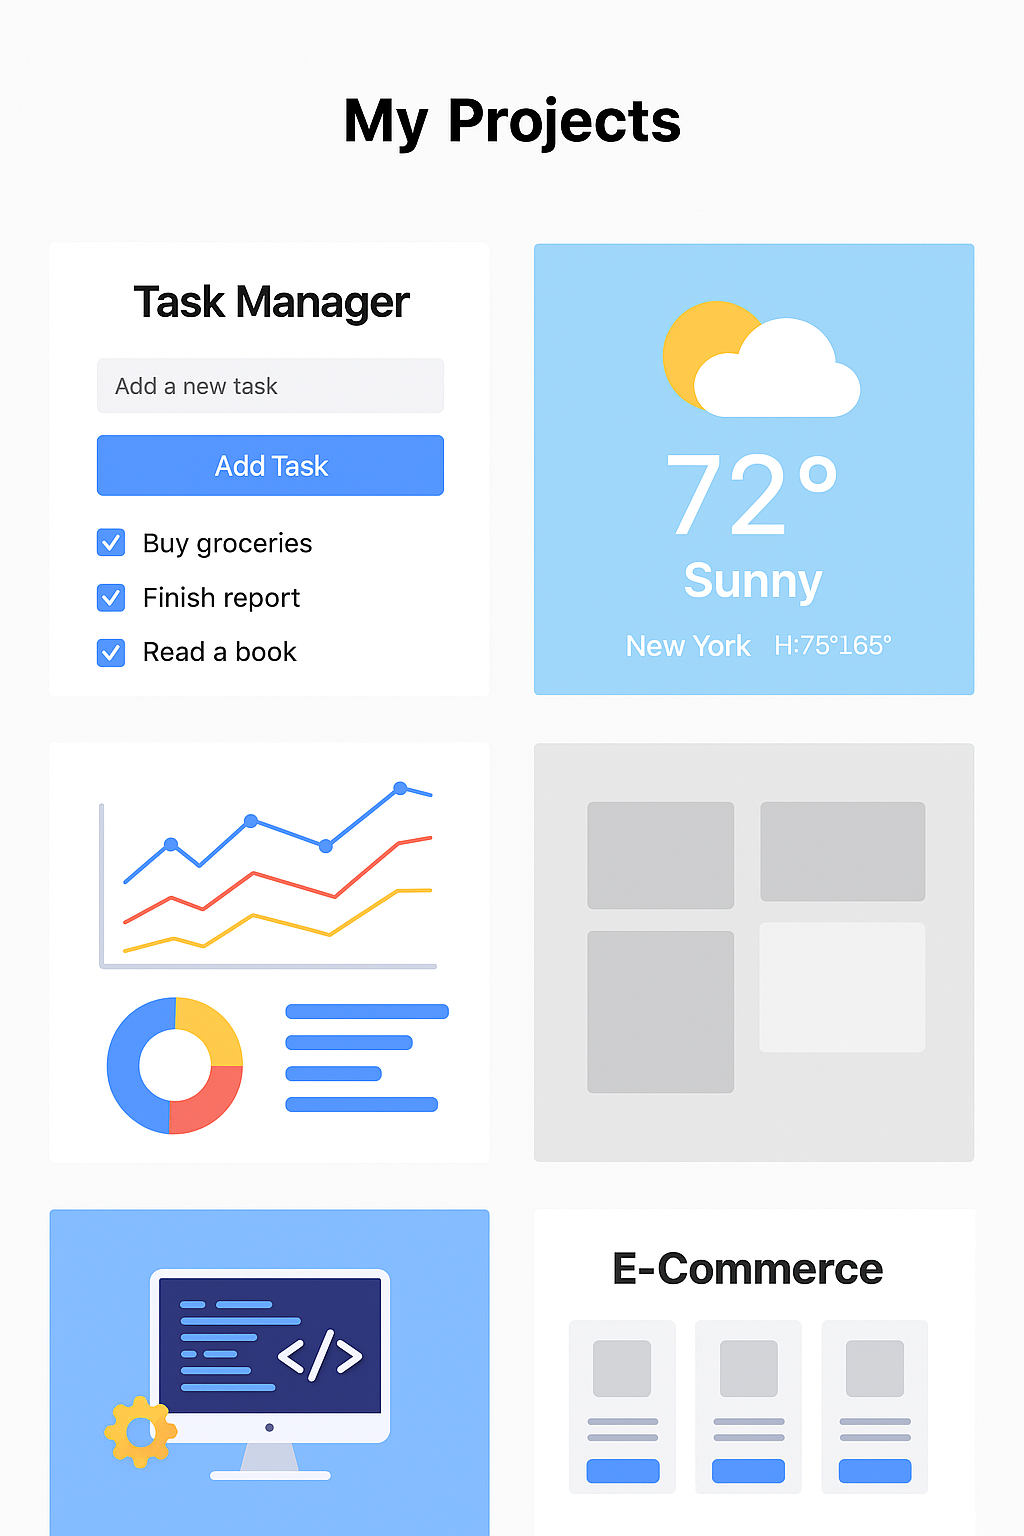 My Projects
Task Manager
Add a new task
Add Task
Buy groceries
Finish report
Read a book
72°
Sunny
New York H:75°165°
</>
E-Commerce